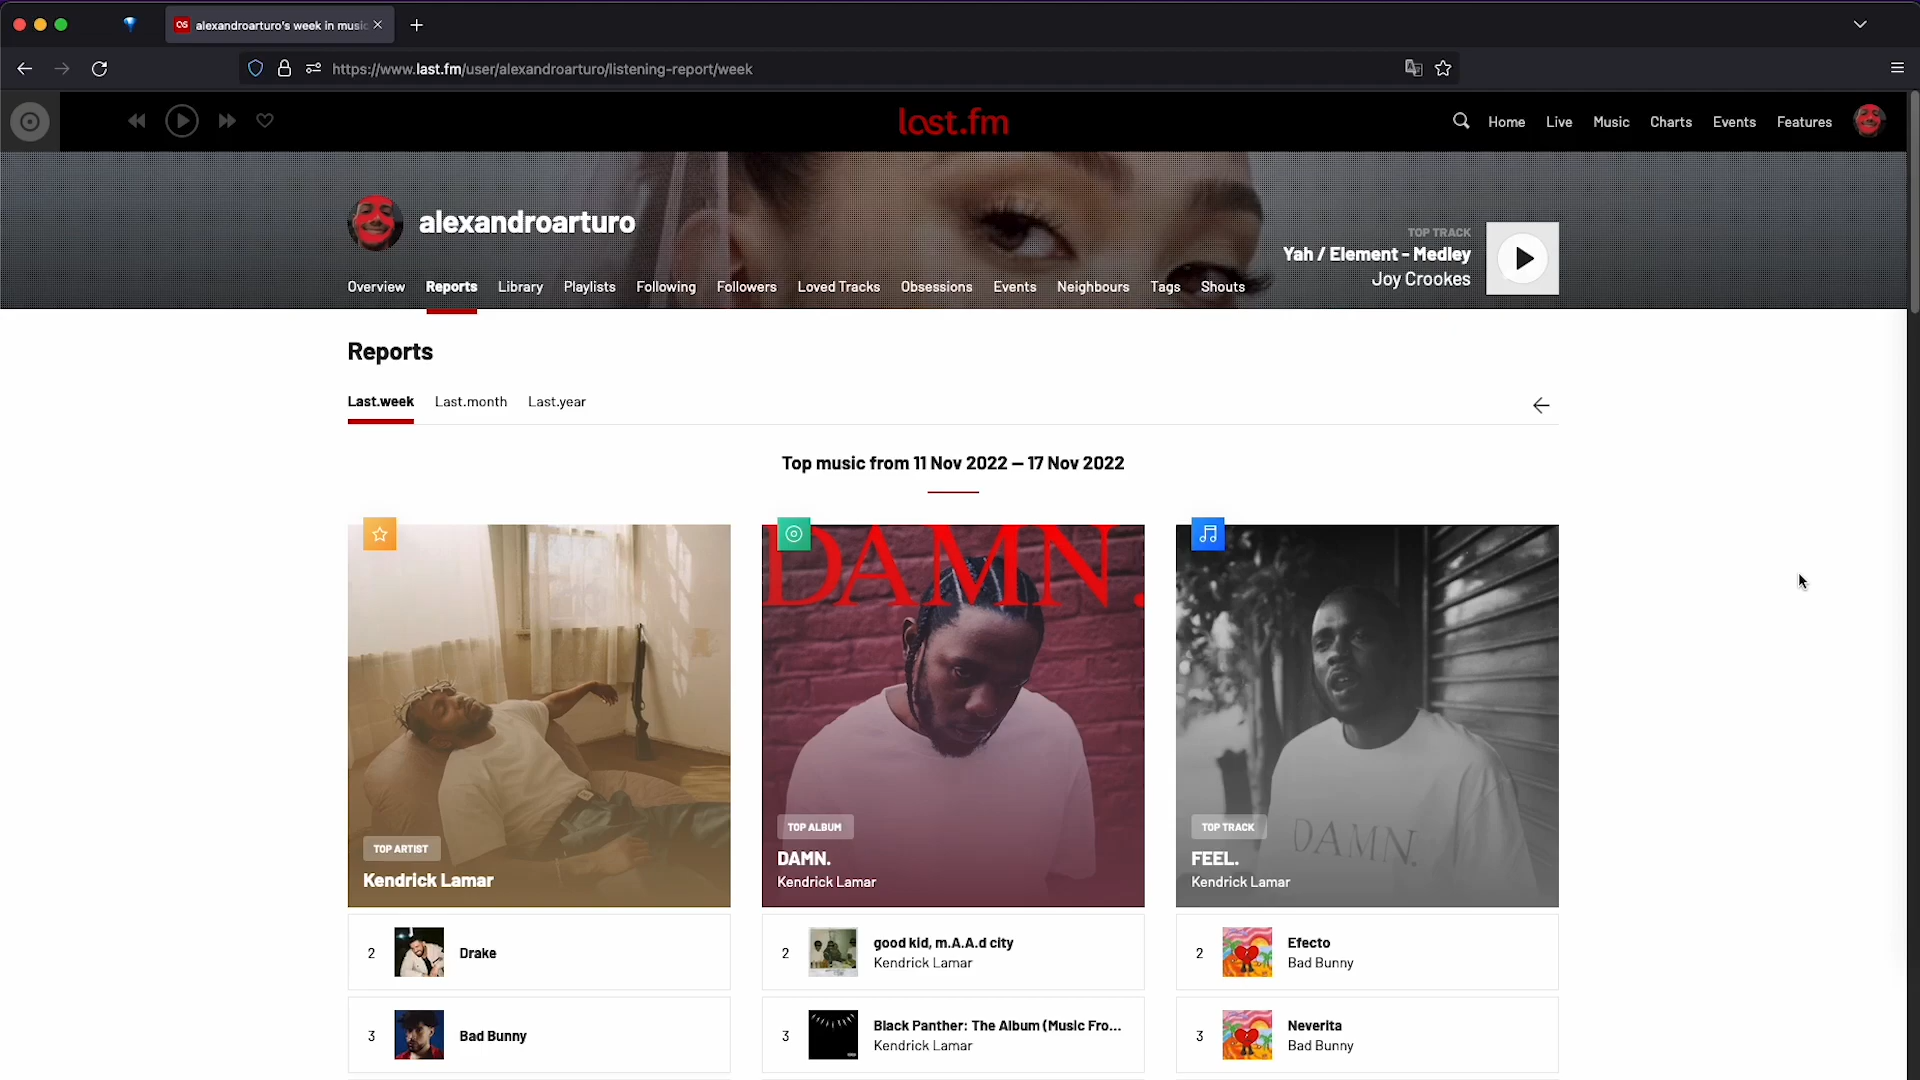 alexandroarturo's week in music
https://www.last.fm/user/alexandroarturo/listening-report/week
last.fm
Home
Live
Music
Charts
Events
Features
alexandroarturo
TOP TRACK
Yah / Element - Medley
Joy Crookes
Overview
Reports
Library
Playlists
Following
Followers
Loved Tracks
Obsessions
Events
Neighbours
Tags
Shouts
Reports
Last.week
Last.month
Last.year
Top music from 11 Nov 2022 — 17 Nov 2022
TOP ARTIST
Kendrick Lamar
2
Drake
3
Bad Bunny
DAMN.
TOP ALBUM
DAMN.
Kendrick Lamar
2
good kid, m.A.A.d city
Kendrick Lamar
3
Black Panther: The Album (Music Fro...
Kendrick Lamar
DAMN.
TOP TRACK
FEEL.
Kendrick Lamar
2
Efecto
Bad Bunny
3
Neverita
Bad Bunny